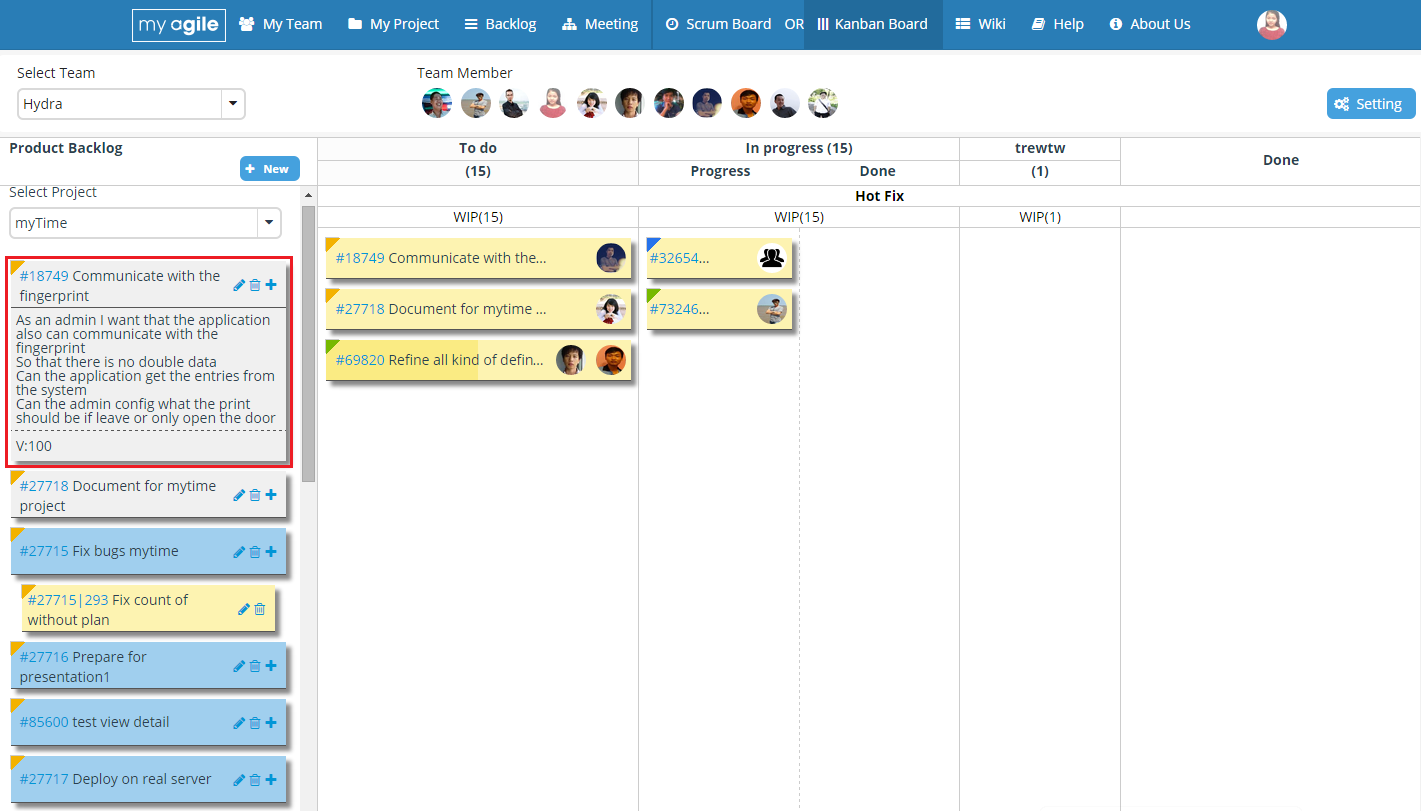 my agile
My Team
My Project
Backlog
Meeting
Scrum Board
OR
Kanban Board
Wiki
Help
About Us
Select Team
Hydra
Team Member
Setting
Product Backlog
New
Select Project
myTime
#18749 Communicate with the
fingerprint
As an admin I want that the application
also can communicate with the
fingerprint
So that there is no double data
Can the application get the entries from
the system
Can the admin config what the print
should be if leave or only open the door
V:100
#27718 Document for mytime
project
#27715 Fix bugs mytime
#27715|293 Fix count of
without plan
#27716 Prepare for
presentation1
#85600 test view detail
#27717 Deploy on real server
To do
(15)
In progress (15)
Progress
Done
trewtw
(1)
Done
Hot Fix
WIP(15)
WIP(15)
WIP(1)
#18749 Communicate with the...
#27718 Document for mytime ...
#69820 Refine all kind of defin...
#32654...
#73246...